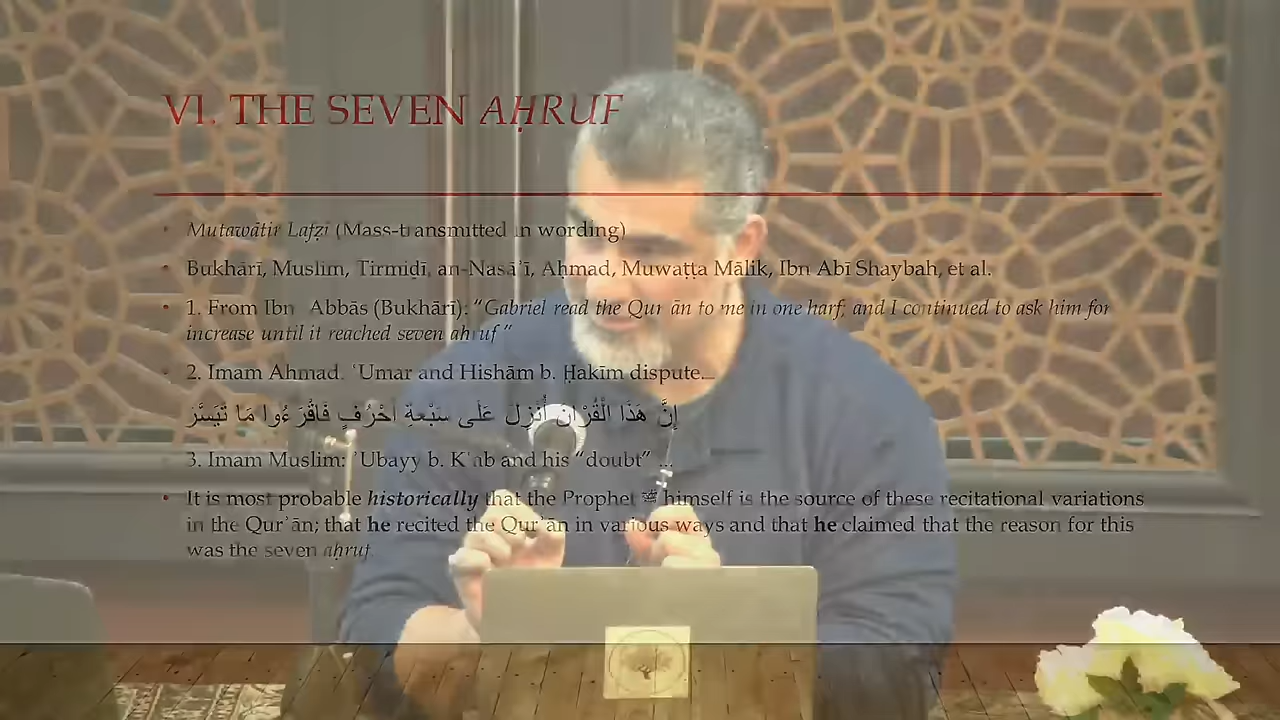 VI. THE SEVEN AḤRUF
• Mutawātir Lafẓī (Mass-transmitted in wording)
• Bukhārī, Muslim, Tirmiḏī, an-Nasāʾī, Aḥmad, Muwaṭṭa Mālik, Ibn Abī Shaybah, et al.
• 1. From Ibn ʿAbbās (Bukhārī): “Gabriel read the Qurʾān to me in one harf; and I continued to ask him for
increase until it reached seven ahruf”
• 2. Imam Ahmad. ʿUmar and Hishām b. Ḥakīm dispute...
إِنَّ هَذَا الْقُرْآنَ أُنْزِلَ عَلَى سَبْعَةِ أَحْرُفٍ فَاقْرَءُوا مَا تَيَسَّرَ
3. Imam Muslim: ʾUbayy b. Kʿab and his “doubt” ...
• It is most probable historically that the Prophet ﷺ himself is the source of these recitational variations
in the Qurʾān; that he recited the Qurʾān in various ways and that he claimed that the reason for this
was the seven aḥruf.